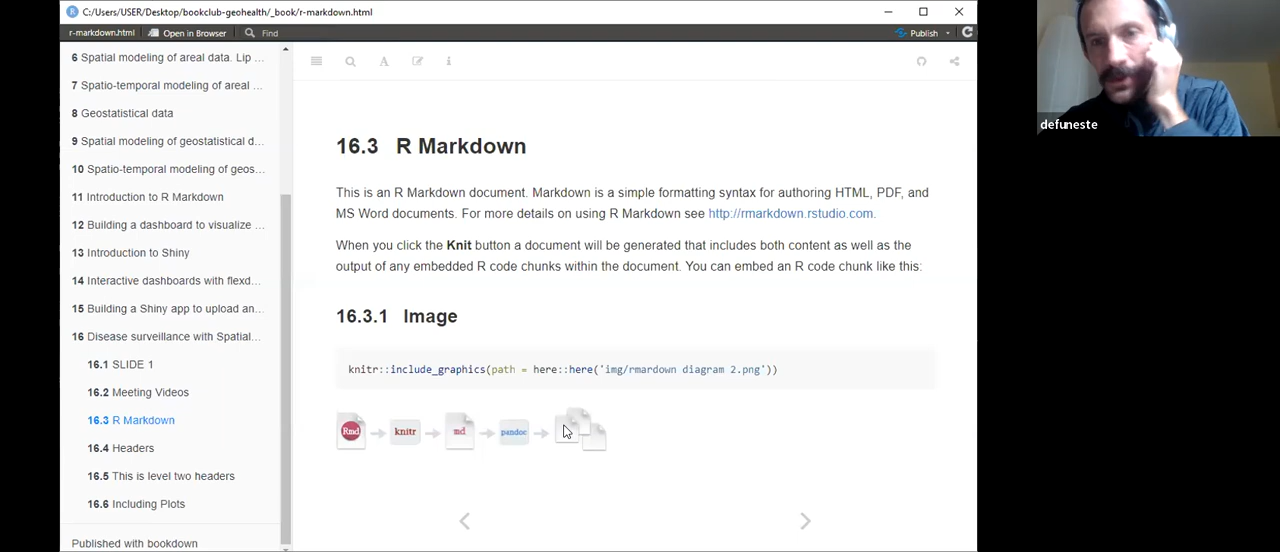 C:/Users/USER/Desktop/bookclub-geohealth/_book/r-markdown.html
r-markdown.html Open in Browser Find Publish
6 Spatial modeling of areal data. Lip ...
7 Spatio-temporal modeling of areal ...
8 Geostatistical data
9 Spatial modeling of geostatistical d...
10 Spatio-temporal modeling of geos...
11 Introduction to R Markdown
12 Building a dashboard to visualize ...
13 Introduction to Shiny
14 Interactive dashboards with flexd...
15 Building a Shiny app to upload an...
16 Disease surveillance with Spatial...
16.1 SLIDE 1
16.2 Meeting Videos
16.3 R Markdown
16.4 Headers
16.5 This is level two headers
16.6 Including Plots
Published with bookdown
16.3 R Markdown
This is an R Markdown document. Markdown is a simple formatting syntax for authoring HTML, PDF, and
MS Word documents. For more details on using R Markdown see http://rmarkdown.rstudio.com.
When you click the Knit button a document will be generated that includes both content as well as the
output of any embedded R code chunks within the document. You can embed an R code chunk like this:
16.3.1 Image
knitr::include_graphics(path = here::here('img/rmardown diagram 2.png'))
Rmd knitr md pandoc
defuneste